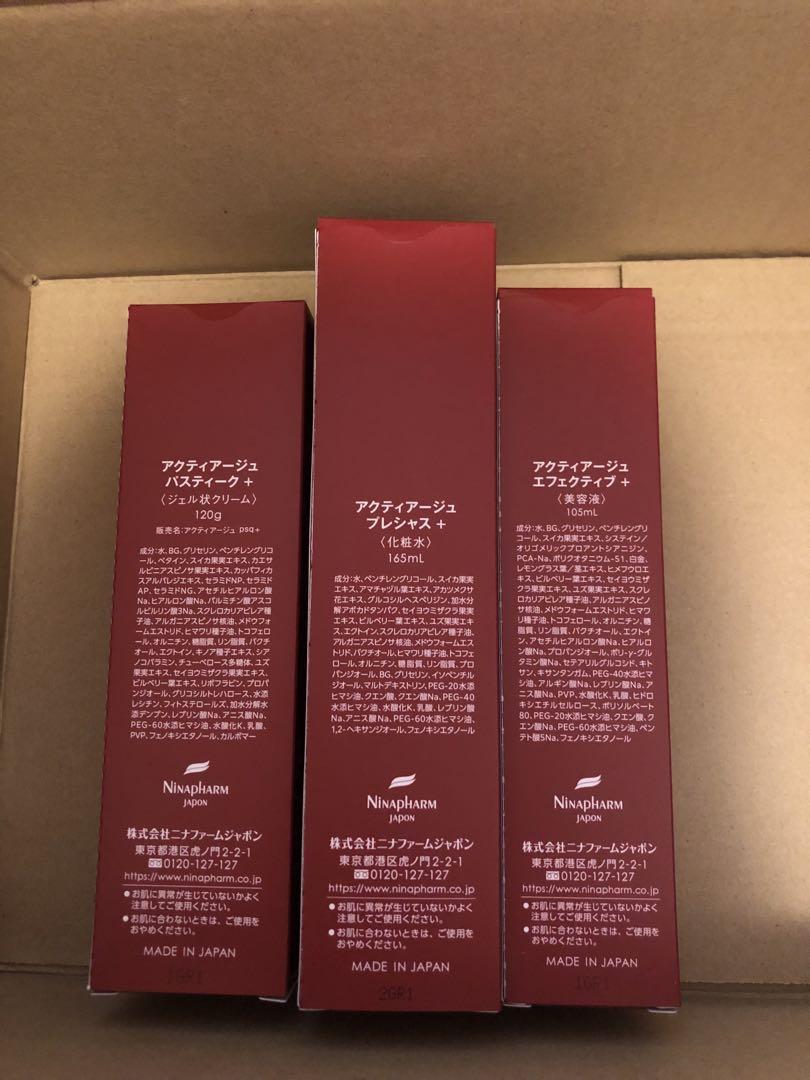 アクティアージュ
パスティーク +
〈ジェル状クリーム〉
120g
販売名:アクティアージュ psq+
成分:水、BG、グリセリン、ペンチレングリコ
ール、ベタイン、スイカ果実エキス、カエサ
ルピニアスピノサ果実エキス、カッパフィカ
スアルバレジエキス、セラミドNP、セラミド
AP、セラミドNG、アセチルヒアルロン酸
Na、ヒアルロン酸Na、パルミチン酸アスコ
ルビルリン酸3Na、スクレロカリアビレア種
子油、アルガニアスピノサ核油、メドウフォ
ームエストリド、ヒマワリ種子油、トコフェロ
ール、オルニチン、糖脂質、リン脂質、バクチ
オール、エクトイン、キノア種子エキス、シア
ノコバラミン、チューベロース多糖体、ユズ
果実エキス、セイヨウミザクラ果実エキス、
ビルベリー葉エキス、リボフラビン、プロパ
ンジオール、グリコシルトレハロース、水添
レシチン、フィトステロールズ、加水分解水
添デンプン、レブリン酸Na、アニス酸Na、
PEG-60水添ヒマシ油、水酸化K、乳酸、
PVP、フェノキシエタノール、カルボマー
NINAPHARM
JAPON
株式会社ニナファームジャポン
東京都港区虎ノ門2-2-1
0120-127-127
https://www.ninapharm.co.jp
●お肌に異常が生じていないかよく
注意してご使用ください。
●お肌に合わないときは、ご使用を
おやめください。
MADE IN JAPAN
1GR1
アクティアージュ
プレシャス +
〈化粧水〉
165mL
成分:水、ペンチレングリコール、スイカ果実
エキス、アマチャヅル葉エキス、アカツメクサ
花エキス、グルコシルヘスペリジン、加水分
解アボカドタンパク、セイヨウミザクラ果実
エキス、ビルベリー葉エキス、ユズ果実エキ
ス、エクトイン、スクレロカリアビレア種子油、
アルガニアスピノサ核油、メドウフォームエス
トリド、バクチオール、ヒマワリ種子油、トコフェ
ロール、オルニチン、糖脂質、リン脂質、プロ
パンジオール、BG、グリセリン、イソペンチル
ジオール、マルトデキストリン、PEG-20水添
ヒマシ油、クエン酸、クエン酸Na、PEG-40
水添ヒマシ油、水酸化K、乳酸、レブリン酸
Na、アニス酸Na、PEG-60水添ヒマシ油、
1,2-ヘキサンジオール、フェノキシエタノール
NINAPHARM
JAPON
株式会社ニナファームジャポン
東京都港区虎ノ門2-2-1
0120-127-127
https://www.ninapharm.co.jp
●お肌に異常が生じていないかよく
注意してご使用ください。
●お肌に合わないときは、ご使用を
おやめください。
MADE IN JAPAN
2GR1
アクティアージュ
エフェクティブ +
〈美容液〉
105mL
成分:水、BG、グリセリン、ペンチレングリ
コール、スイカ果実エキス、システイン/
オリゴメリックプロアントシアニジン、
PCA-Na、ポリクオタニウム-51、白金、
レモングラス葉/茎エキス、ヒメフウロエ
キス、ビルベリー葉エキス、セイヨウミザ
クラ果実エキス、ユズ果実エキス、スクレ
ロカリアビレア種子油、アルガニアスピノ
サ核油、メドウフォームエストリド、ヒマワ
リ種子油、トコフェロール、オルニチン、糖
脂質、リン脂質、バクチオール、エクトイ
ン、アセチルヒアルロン酸Na、ヒアルロ
ン酸Na、プロパンジオール、ポリ-γ-グル
タミン酸Na、セテアリルグルコシド、キト
サン、キサンタンガム、PEG-40水添ヒマ
シ油、アルギン酸Na、レブリン酸Na、ア
ニス酸Na、PVP、水酸化K、乳酸、ヒドロ
キシエチルセルロース、ポリソルベート
80、PEG-20水添ヒマシ油、クエン酸、ク
エン酸Na、PEG-60水添ヒマシ油、ペン
テト酸5Na、フェノキシエタノール
NINAPHARM
JAPON
株式会社ニナファームジャポン
東京都港区虎ノ門2-2-1
0120-127-127
https://www.ninapharm.co.jp
●お肌に異常が生じていないかよく
注意してご使用ください。
●お肌に合わないときは、ご使用を
おやめください。
MADE IN JAPAN
1GR1